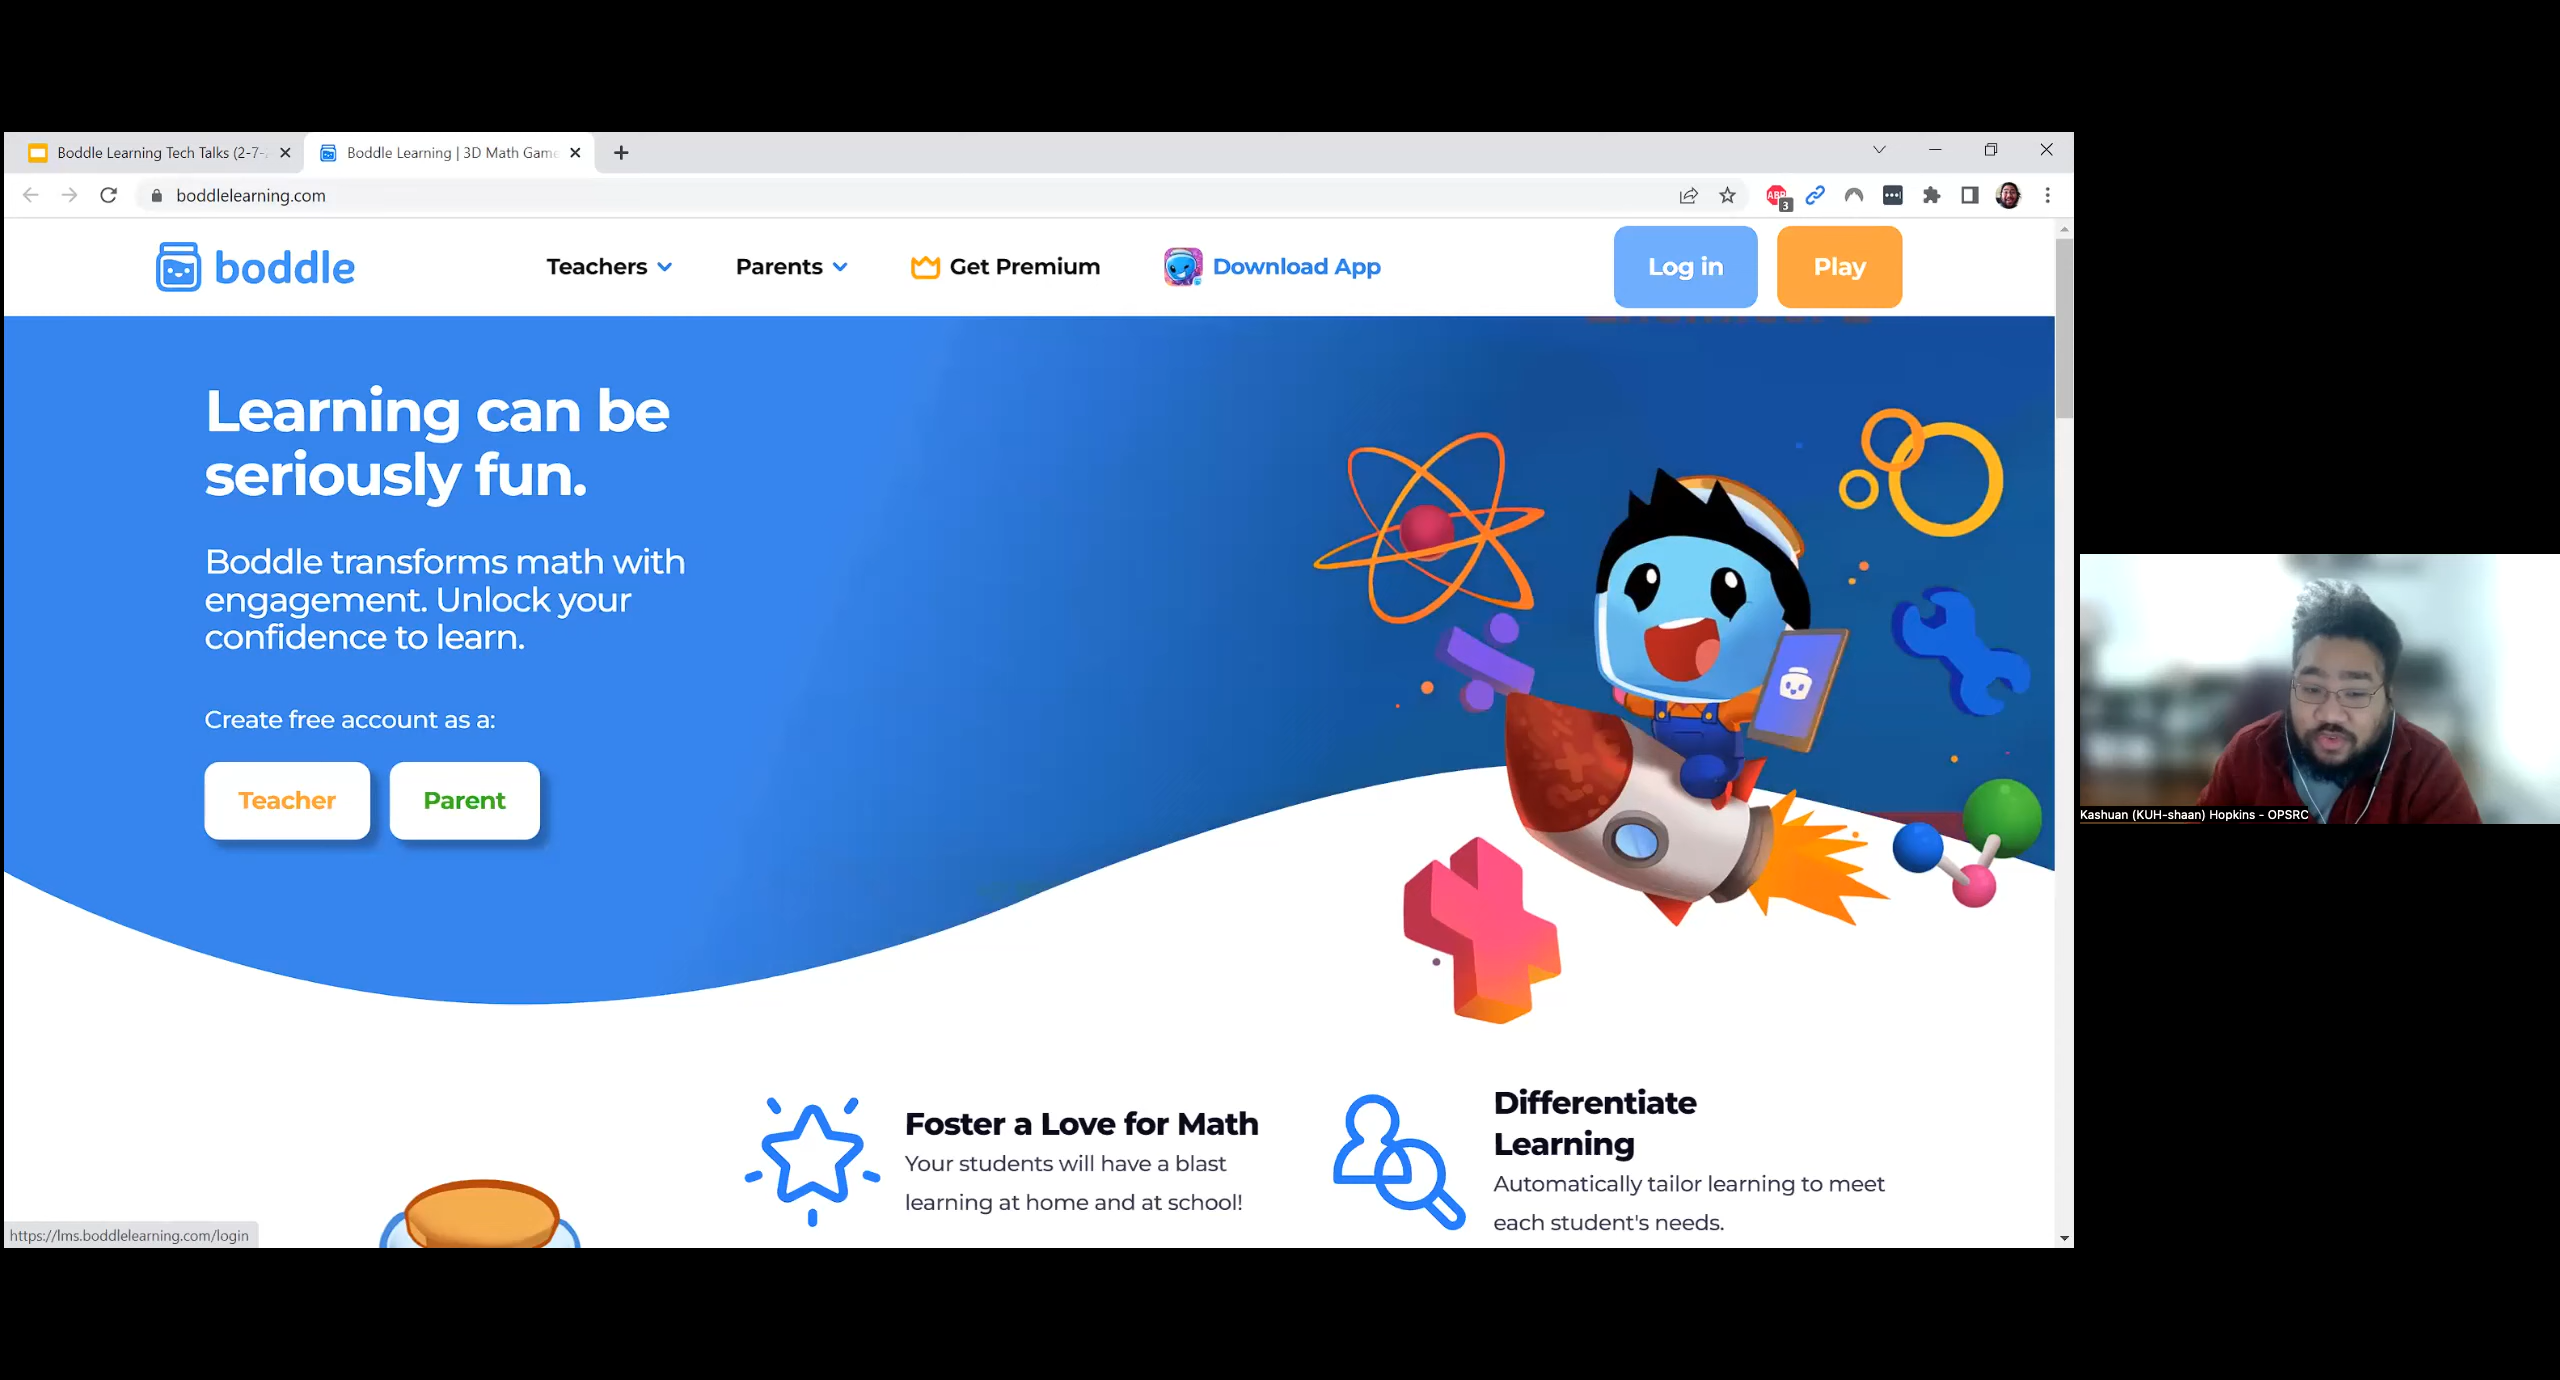 Boddle Learning Tech Talks (2-7-
Boddle Learning | 3D Math Game
boddlelearning.com
ABP
3
boddle
Teachers
Parents
Get Premium
Download App
Log in
Play
Learning can be
seriously fun.
Boddle transforms math with
engagement. Unlock your
confidence to learn.
Create free account as a:
Teacher
Parent
Kashuan (KUH-shaan) Hopkins - OPSRC
Foster a Love for Math
Your students will have a blast
learning at home and at school!
Differentiate
Learning
Automatically tailor learning to meet
each student's needs.
https://lms.boddlelearning.com/login